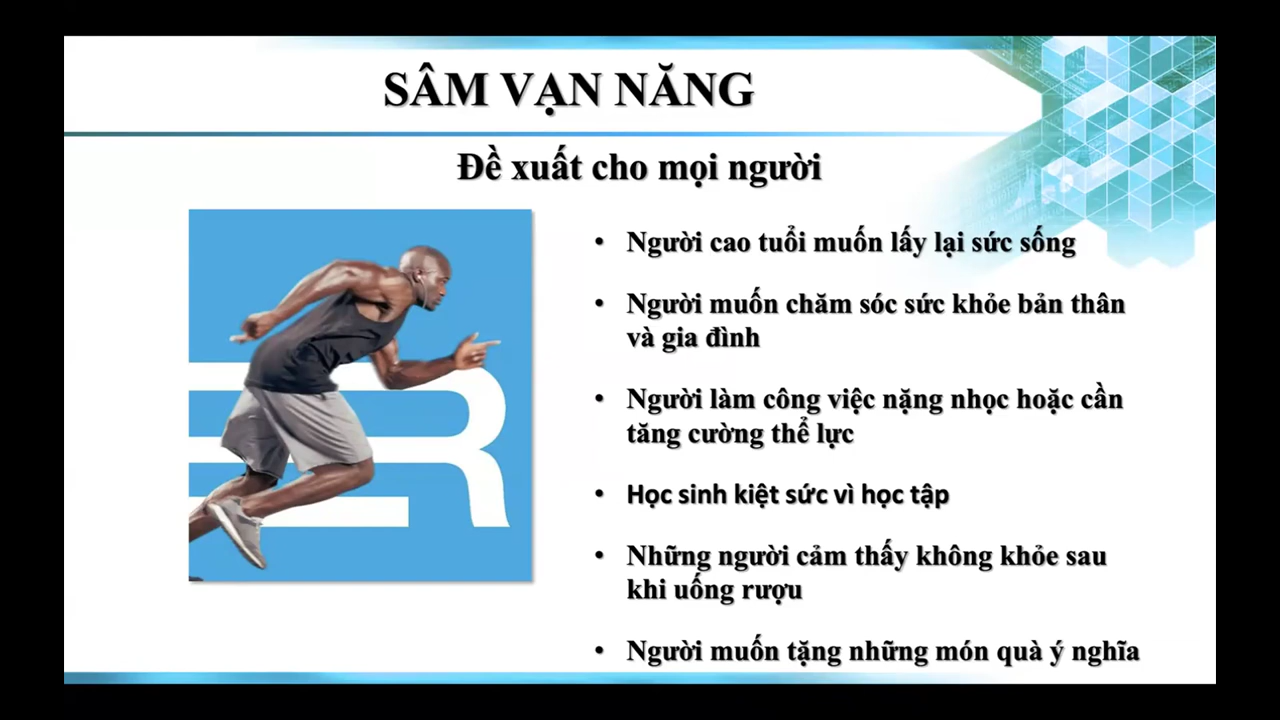 SÂM VẠN NĂNG
Đề xuất cho mọi người
• Người cao tuổi muốn lấy lại sức sống
• Người muốn chăm sóc sức khỏe bản thân
và gia đình
• Người làm công việc nặng nhọc hoặc cần
tăng cường thể lực
• Học sinh kiệt sức vì học tập
• Những người cảm thấy không khỏe sau
khi uống rượu
• Người muốn tặng những món quà ý nghĩa